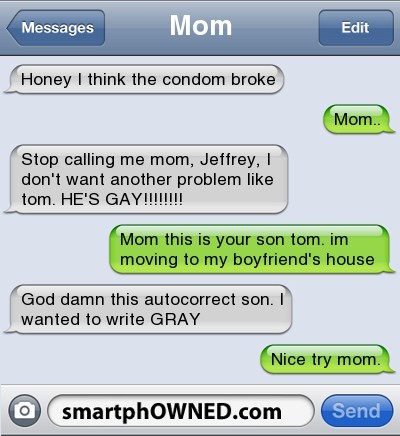 Messages
Mom
Edit
Honey I think the condom broke
Mom..
Stop calling me mom, Jeffrey, I
don't want another problem like
tom. HE'S GAY!!!!!!!!
Mom this is your son tom. im
moving to my boyfriend's house
God damn this autocorrect son. I
wanted to write GRAY
Nice try mom.
smartphOWNED.com
Send